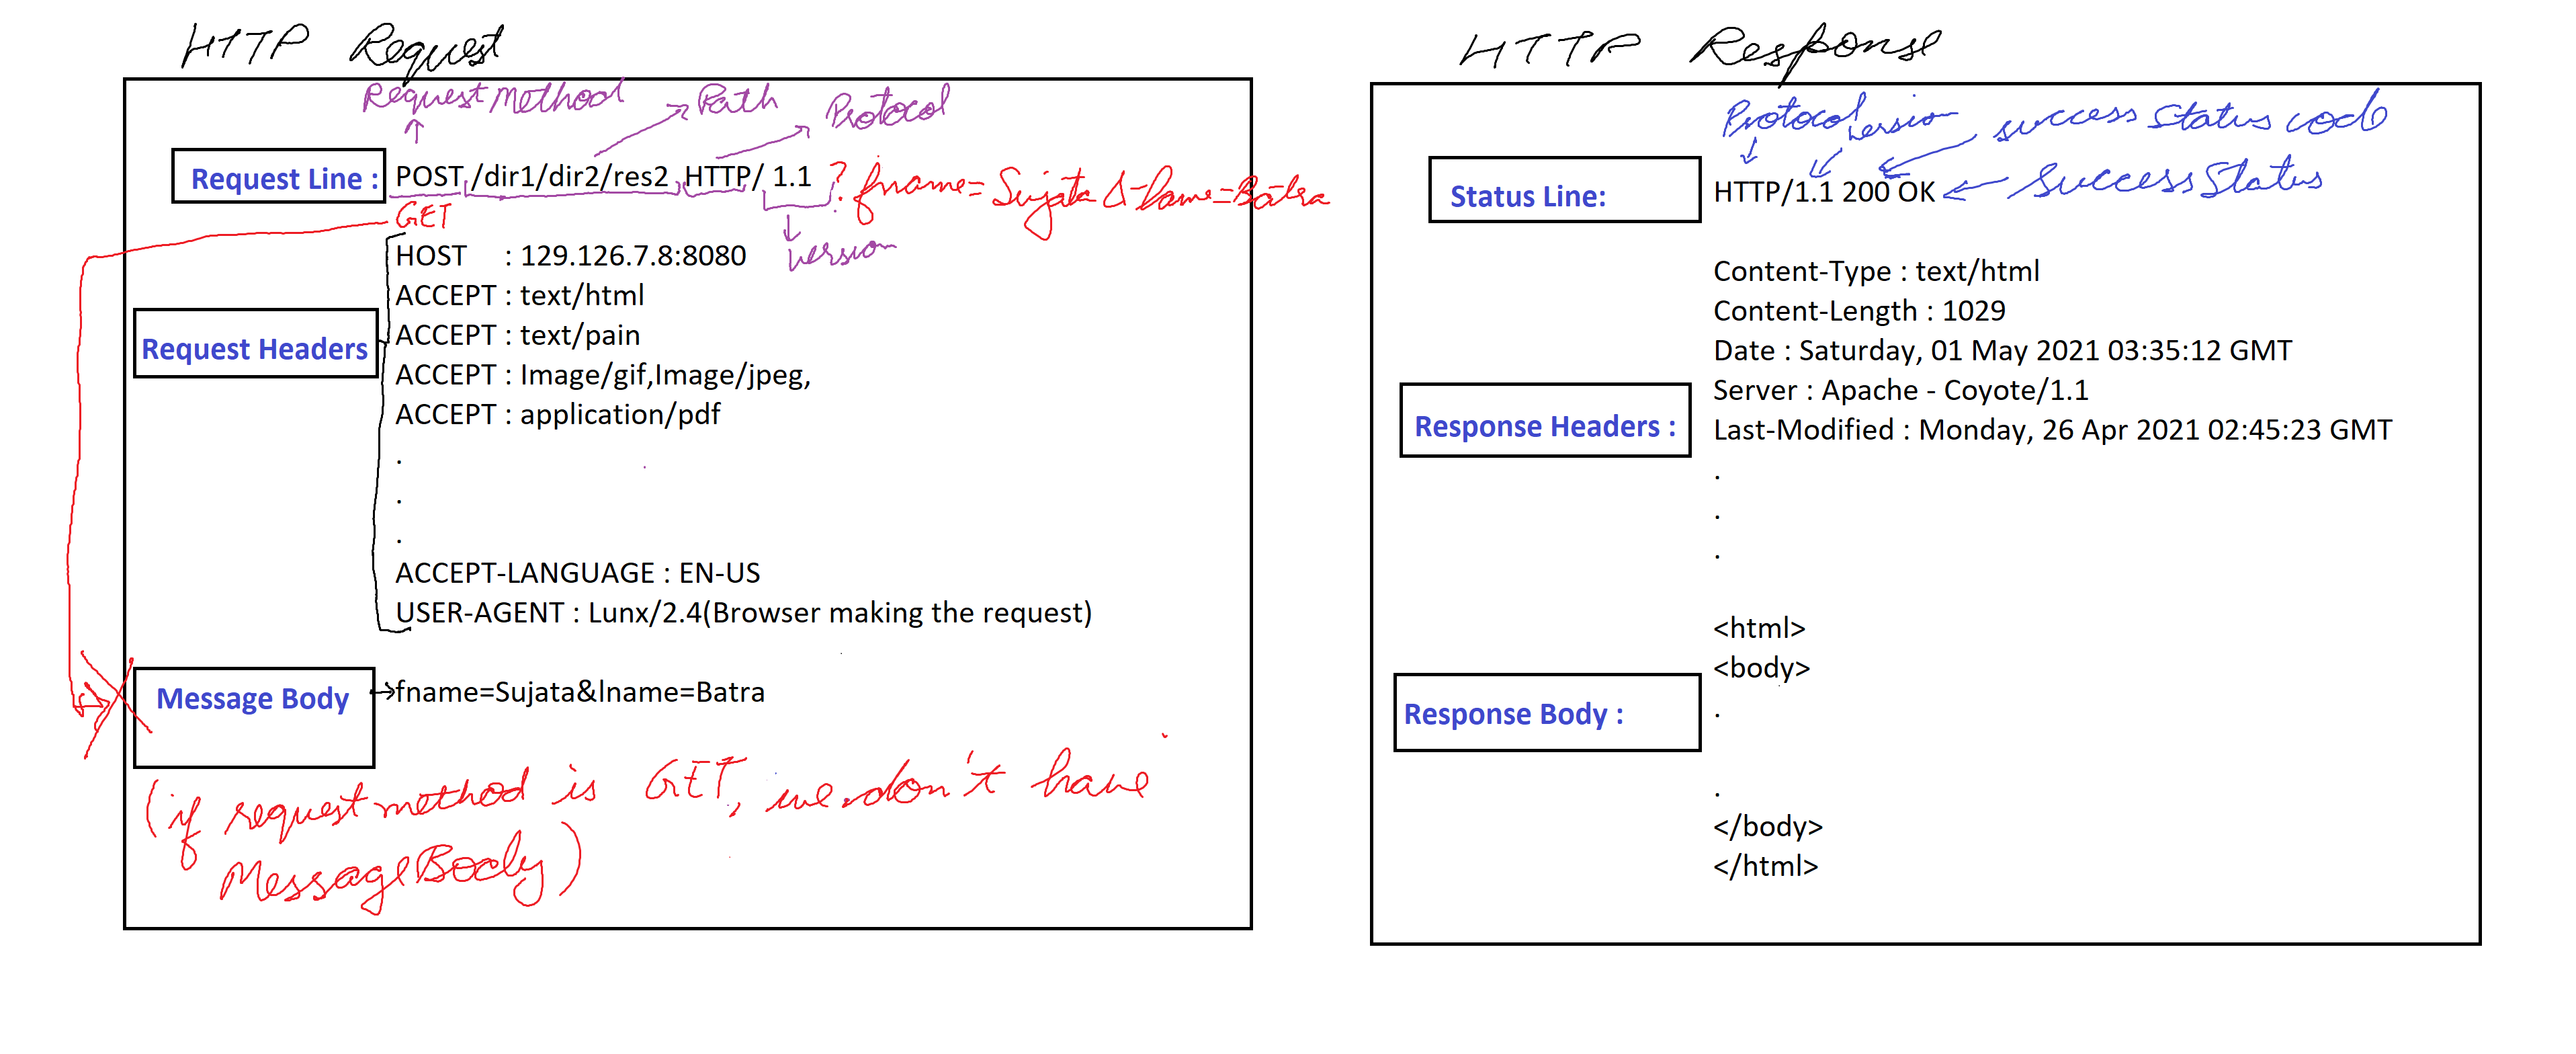 HTTP Request
Request Method Path Protocol
Request Line : POST /dir1/dir2/res2 HTTP/ 1.1 ? fname=Sujata & lname=Batra
GET
version
HOST : 129.126.7.8:8080
ACCEPT : text/html
ACCEPT : text/pain
Request Headers
ACCEPT : Image/gif,Image/jpeg,
ACCEPT : application/pdf
.
.
.
ACCEPT-LANGUAGE : EN-US
USER-AGENT : Lunx/2.4(Browser making the request)
Message Body fname=Sujata&lname=Batra
(if request method is GET, we don't have
Message Body)
HTTP Response
Protocol version success status code
Status Line: HTTP/1.1 200 OK Success Status
Content-Type : text/html
Content-Length : 1029
Date : Saturday, 01 May 2021 03:35:12 GMT
Server : Apache - Coyote/1.1
Response Headers : Last-Modified : Monday, 26 Apr 2021 02:45:23 GMT
.
.
.
<html>
<body>
Response Body : .
.
</body>
</html>